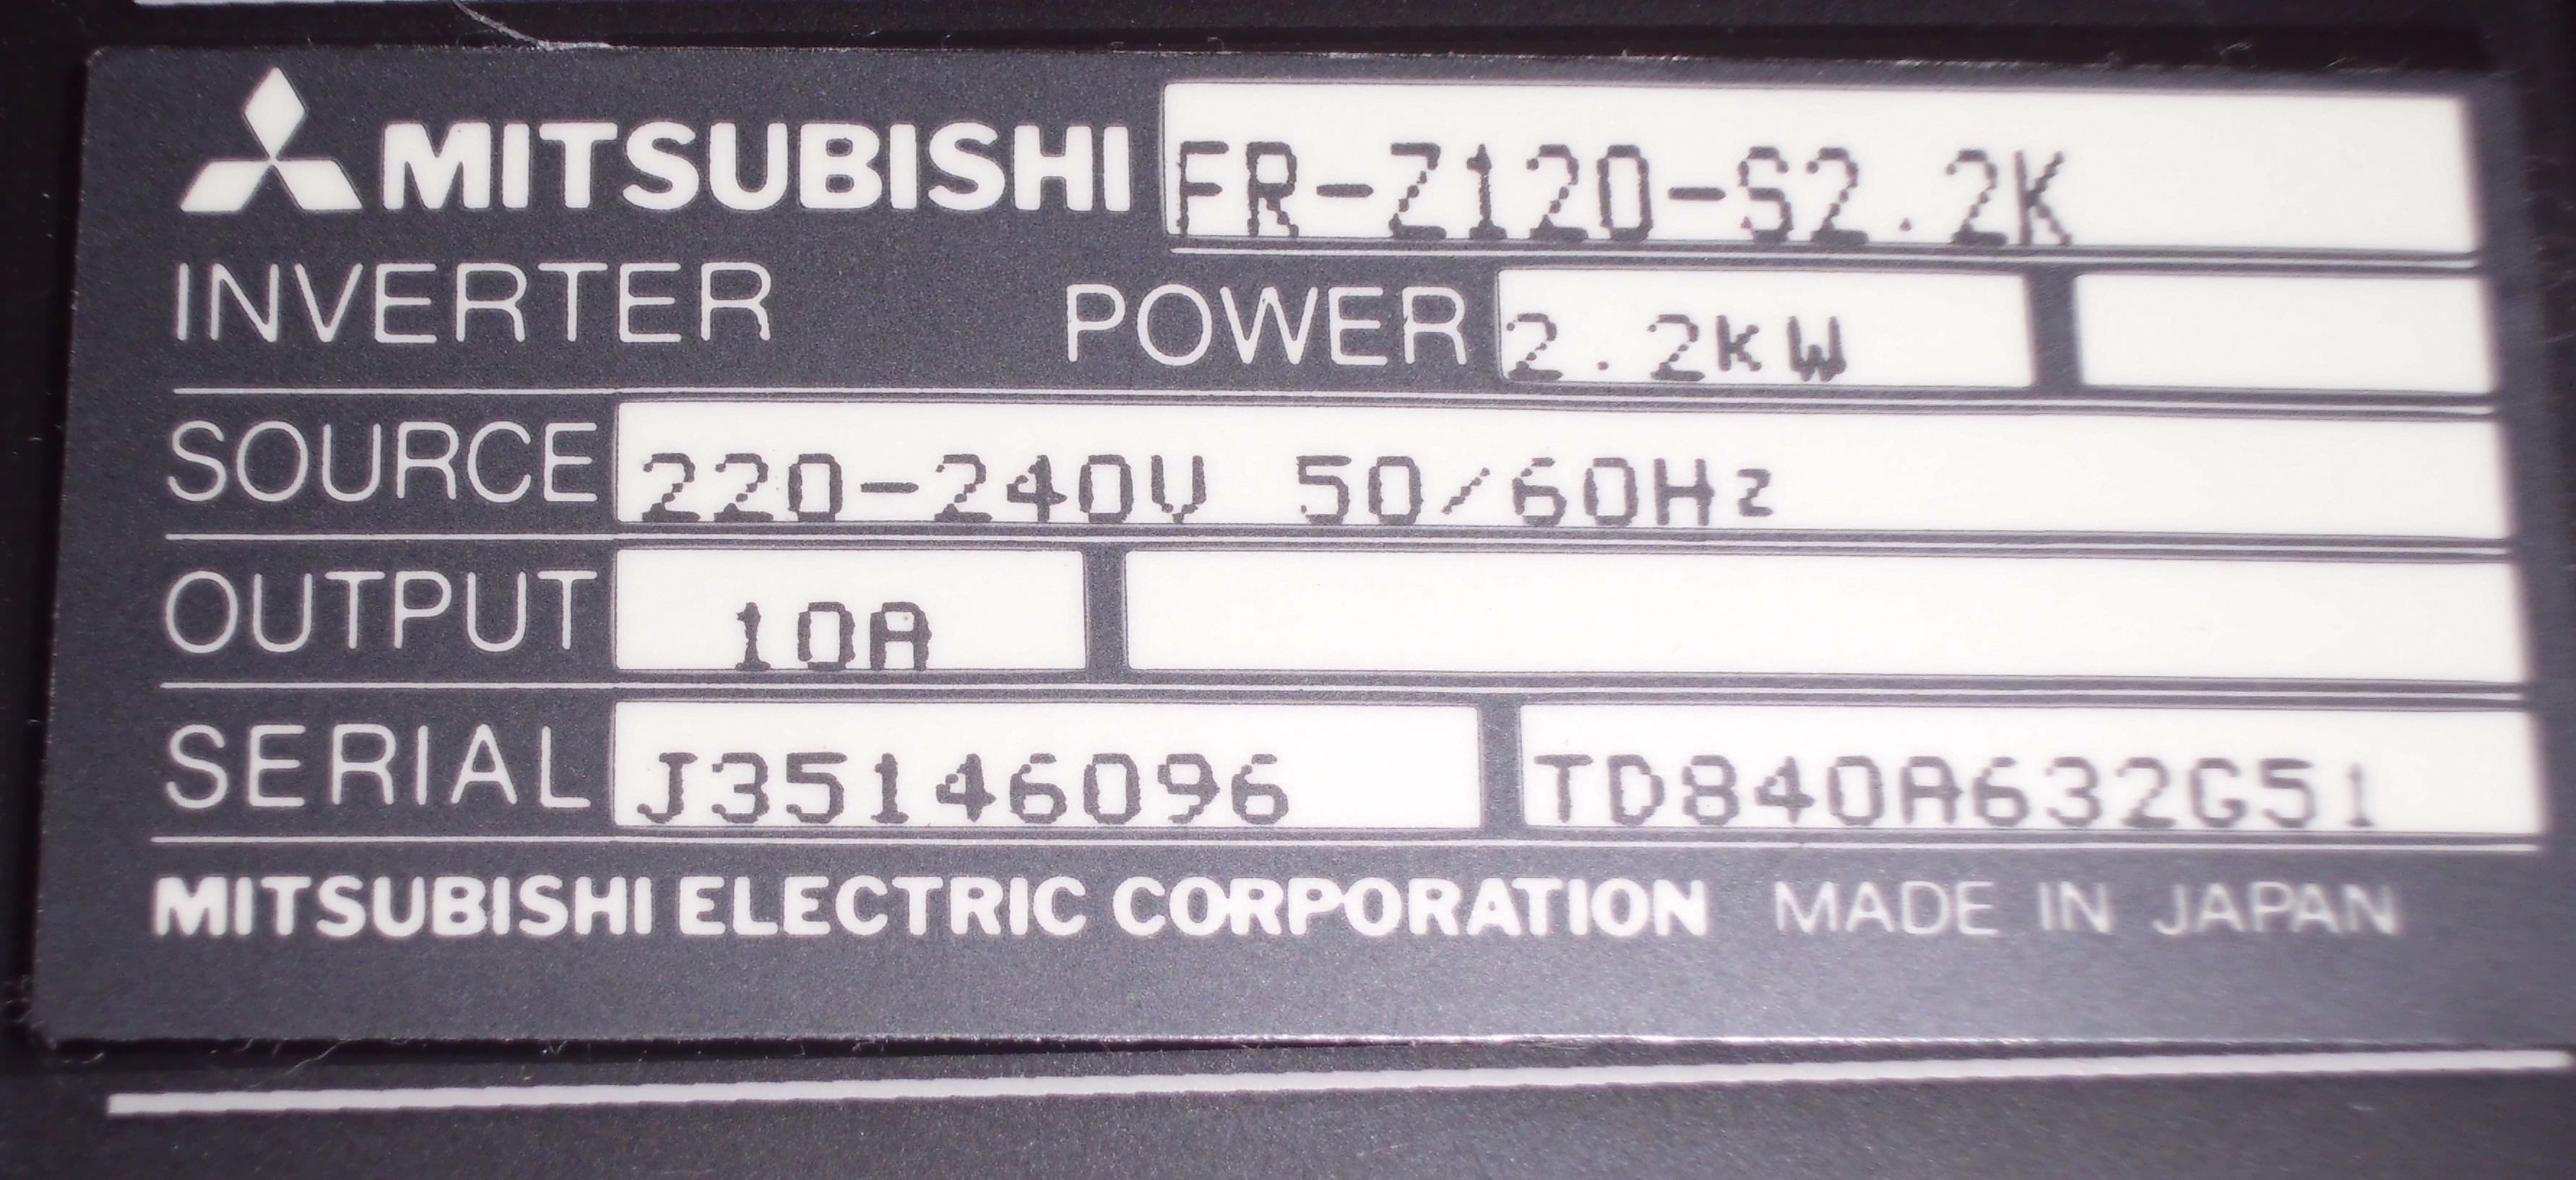 MITSUBISHI FR-Z120-S2.2K
INVERTER POWER 2.2kW
SOURCE 220-240V 50/60Hz
OUTPUT 10A
SERIAL J35146096 TD840A632G51
MITSUBISHI ELECTRIC CORPORATION MADE IN JAPAN